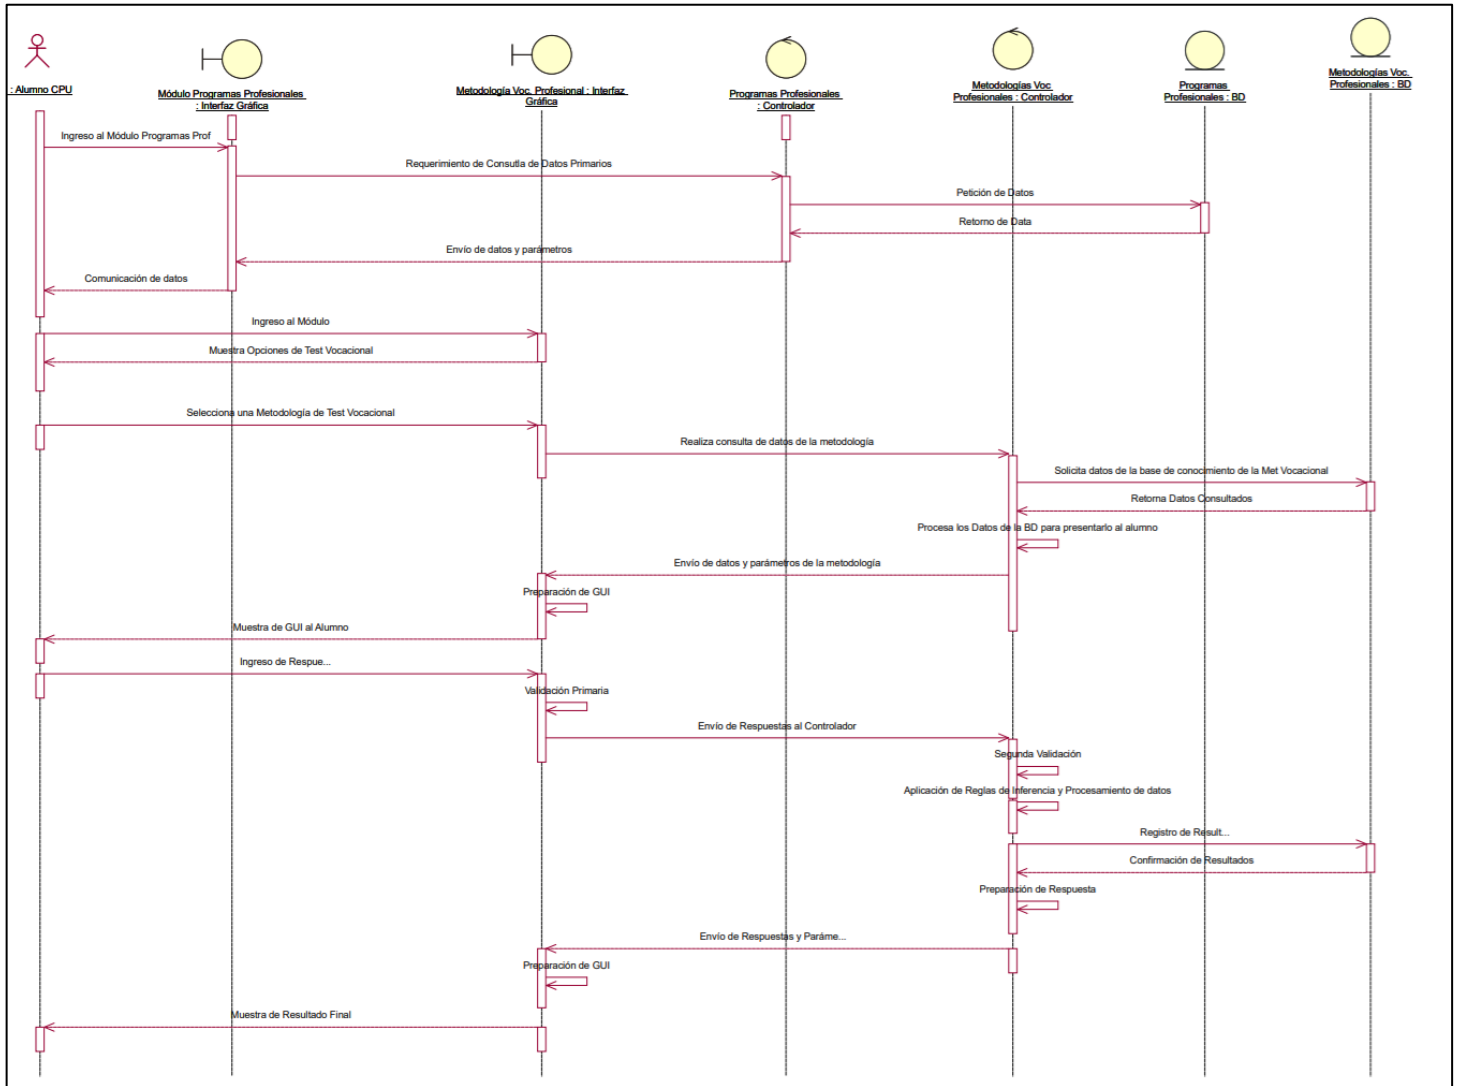 : Alumno CPU
Módulo Programas Profesionales
: Interfaz Gráfica
Metodología Voc. Profesional : Interfaz
Gráfica
Programas Profesionales
: Controlador
Metodologías Voc
Profesionales : Controlador
Programas
Profesionales : BD
Metodologías Voc.
Profesionales : BD
Ingreso al Módulo Programas Prof
Requerimiento de Consutla de Datos Primarios
Petición de Datos
Retorno de Data
Envío de datos y parámetros
Comunicación de datos
Ingreso al Módulo
Muestra Opciones de Test Vocacional
Selecciona una Metodología de Test Vocacional
Realiza consulta de datos de la metodología
Solicita datos de la base de conocimiento de la Met Vocacional
Retorna Datos Consultados
Procesa los Datos de la BD para presentarlo al alumno
Envío de datos y parámetros de la metodología
Preparación de GUI
Muestra de GUI al Alumno
Ingreso de Respue...
Validación Primaria
Envío de Respuestas al Controlador
Segunda Validación
Aplicación de Reglas de Inferencia y Procesamiento de datos
Registro de Result...
Confirmación de Resultados
Preparación de Respuesta
Envío de Respuestas y Paráme...
Preparación de GUI
Muestra de Resultado Final